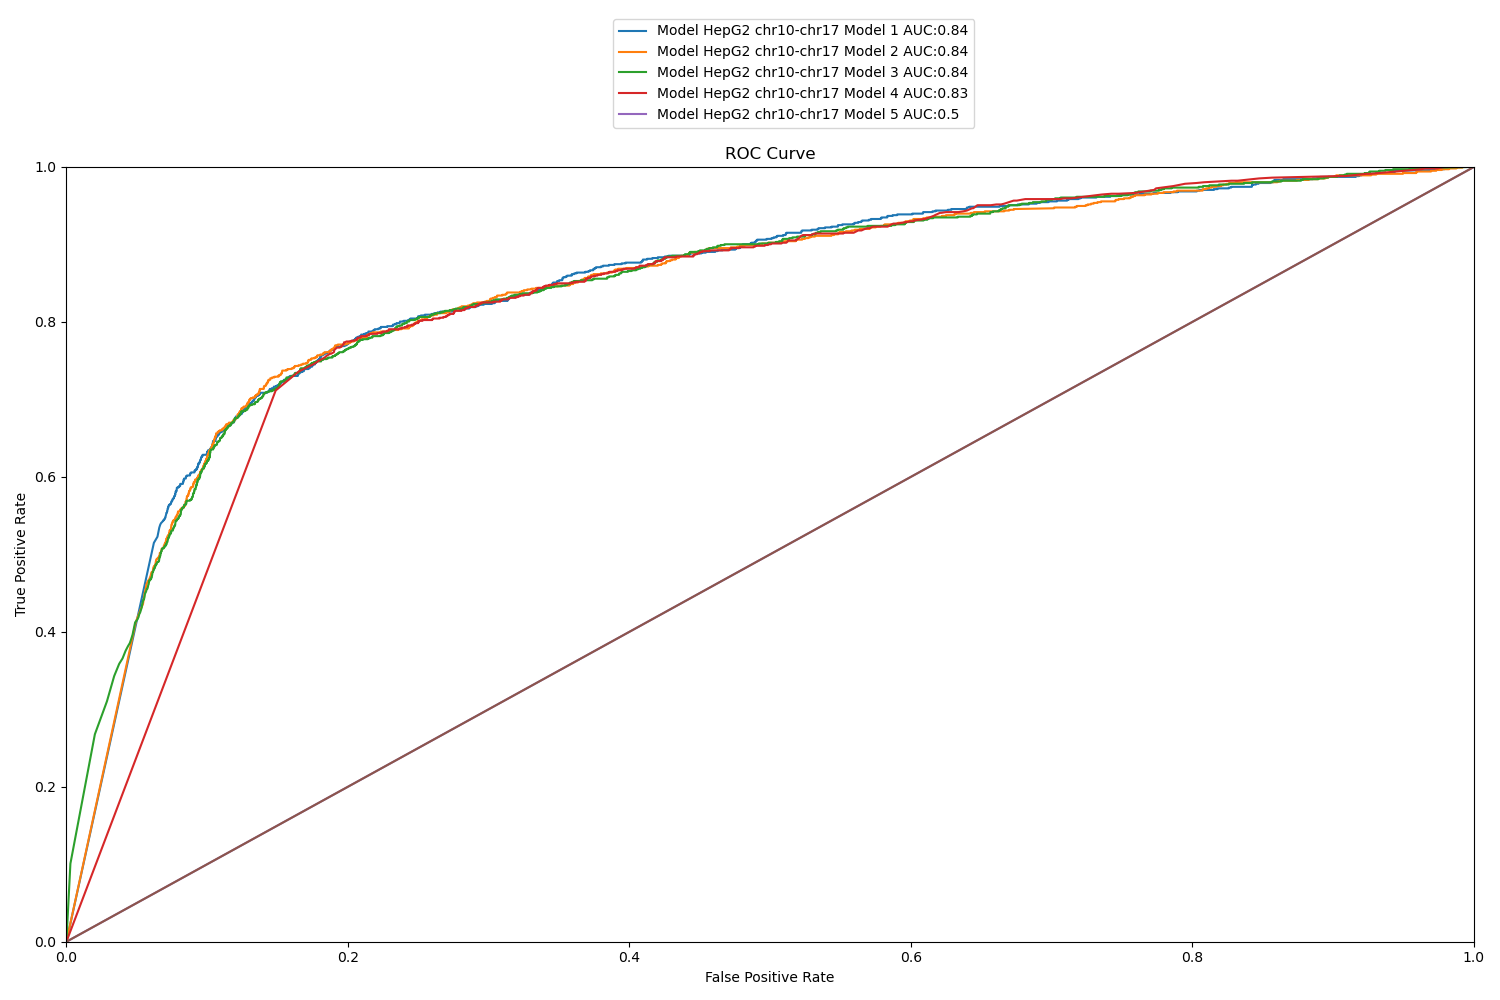 Model HepG2 chr10-chr17 Model 1 AUC:0.84
Model HepG2 chr10-chr17 Model 2 AUC:0.84
Model HepG2 chr10-chr17 Model 3 AUC:0.84
Model HepG2 chr10-chr17 Model 4 AUC:0.83
Model HepG2 chr10-chr17 Model 5 AUC:0.5
ROC Curve
1.0
0.8
0.6
0.4
0.2
0.0
True Positive Rate
0.0 0.2 0.4 0.6 0.8 1.0
False Positive Rate